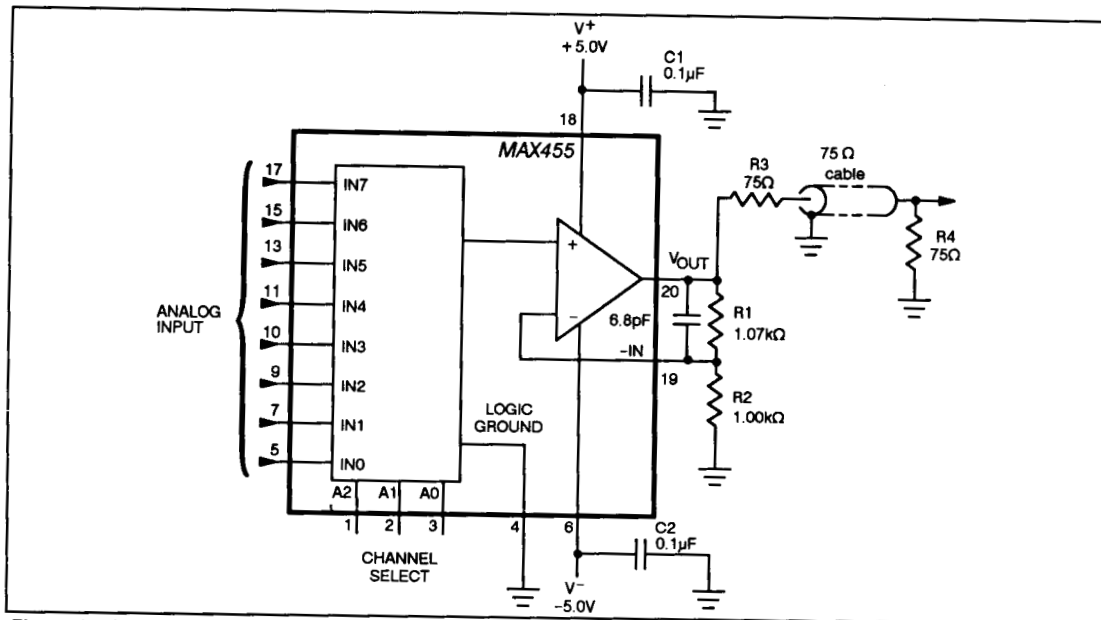 V+
+5.0V
C1
0.1µF
18
MAX455
17
IN7
15
IN6
13
IN5
11
IN4
10
IN3
9
IN2
7
IN1
5
IN0
ANALOG
INPUT
A2
A1
A0
1
2
3
4
6
CHANNEL
SELECT
LOGIC
GROUND
+
−
VOUT
20
6.8pF
-IN
19
R1
1.07kΩ
R2
1.00kΩ
R3
75Ω
75 Ω
cable
R4
75Ω
C2
0.1µF
V−
−5.0V